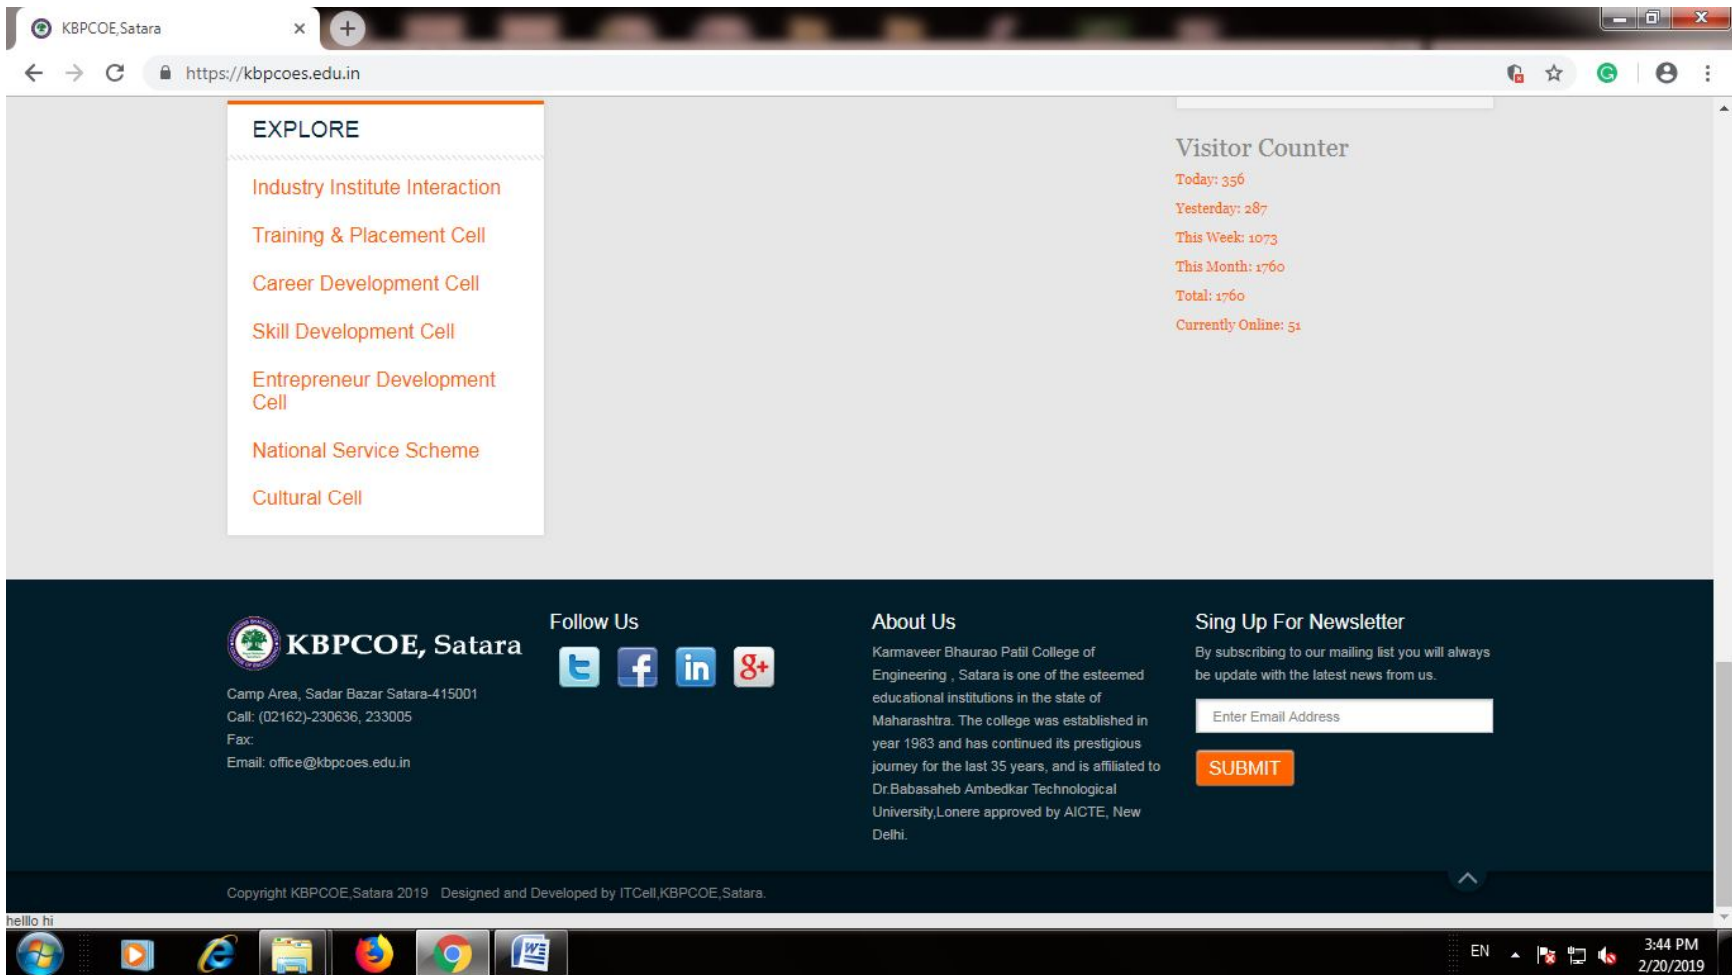 KBPCOE,Satara
https://kbpcoes.edu.in
EXPLORE
Industry Institute Interaction
Training & Placement Cell
Career Development Cell
Skill Development Cell
Entrepreneur Development
Cell
National Service Scheme
Cultural Cell
Visitor Counter
Today: 356
Yesterday: 287
This Week: 1073
This Month: 1760
Total: 1760
Currently Online: 51
KBPCOE, Satara
Camp Area, Sadar Bazar Satara-415001
Call: (02162)-230636, 233005
Fax:
Email: office@kbpcoes.edu.in
Follow Us
About Us
Karmaveer Bhaurao Patil College of
Engineering , Satara is one of the esteemed
educational institutions in the state of
Maharashtra. The college was established in
year 1983 and has continued its prestigious
journey for the last 35 years, and is affiliated to
Dr.Babasaheb Ambedkar Technological
University,Lonere approved by AICTE, New
Delhi.
Sing Up For Newsletter
By subscribing to our mailing list you will always
be update with the latest news from us.
Enter Email Address
SUBMIT
Copyright KBPCOE,Satara 2019 Designed and Developed by ITCell,KBPCOE,Satara.
helllo hi
EN
3:44 PM
2/20/2019